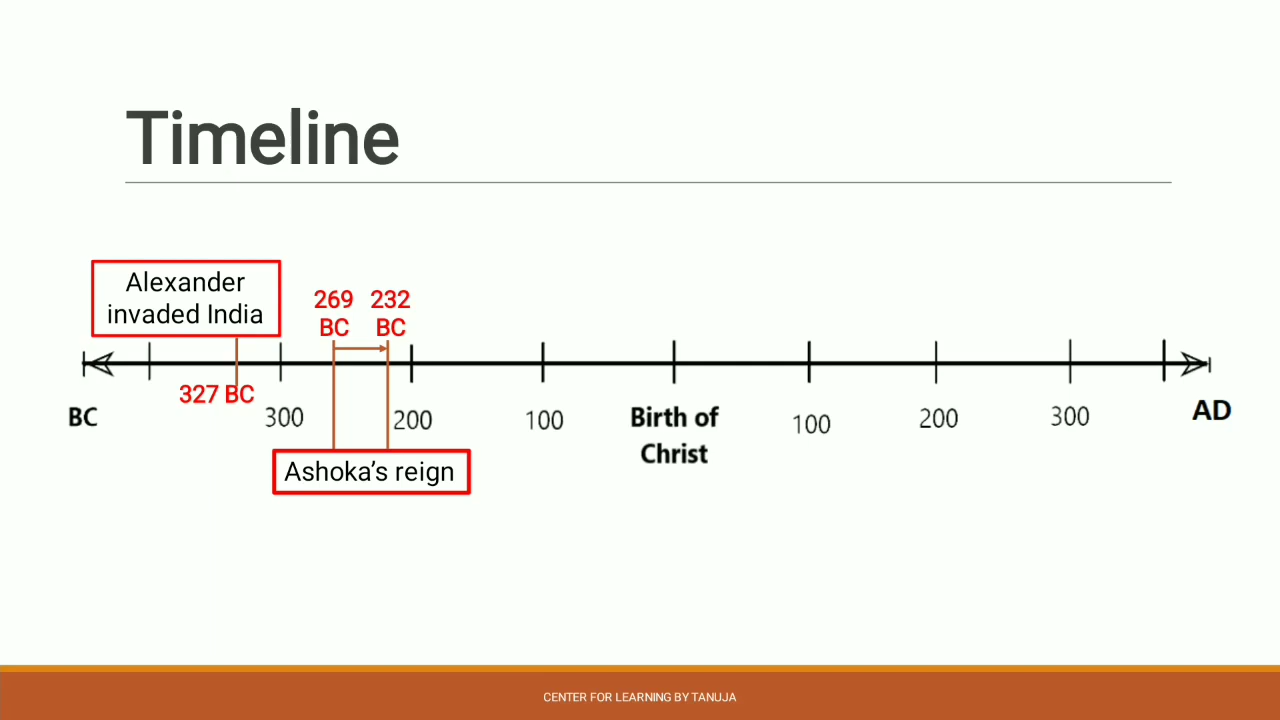 Timeline
Alexander
invaded India
269
BC
232
BC
327 BC
BC
300
200
100
Birth of
Christ
100
200
300
AD
Ashoka’s reign
CENTER FOR LEARNING BY TANUJA